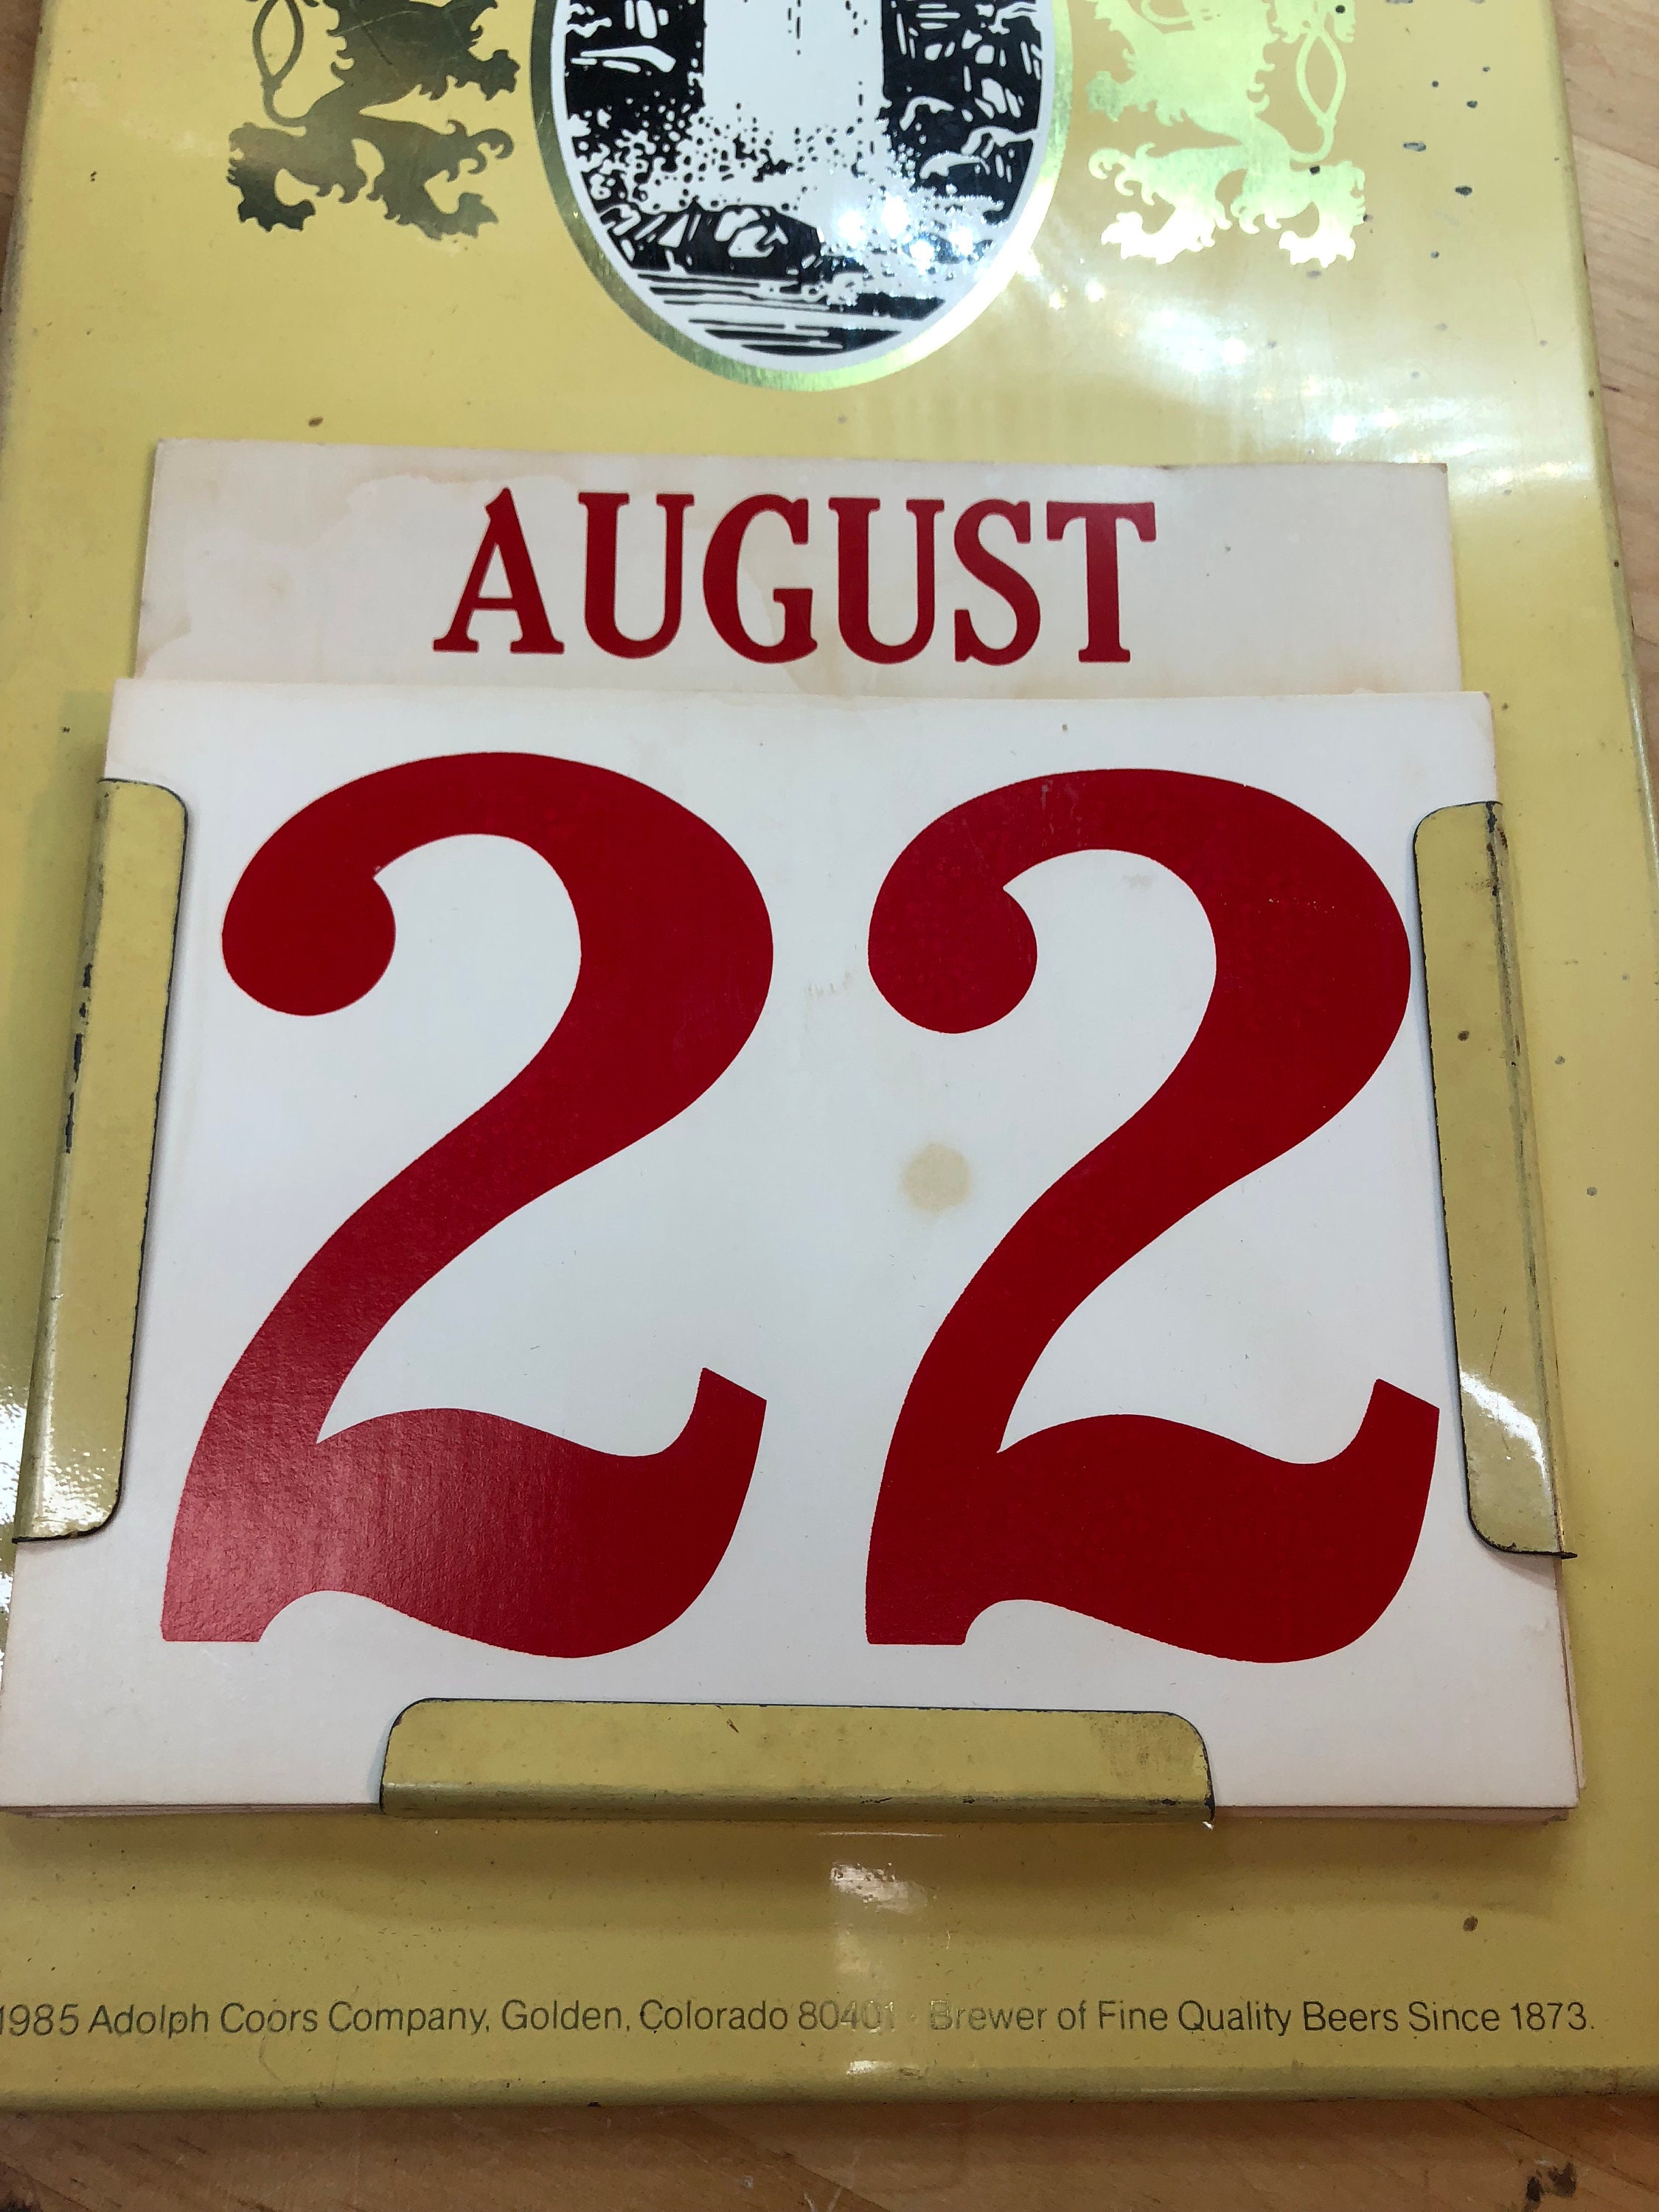 AUGUST
22
1985 Adolph Coors Company, Golden, Colorado 80401 · Brewer of Fine Quality Beers Since 1873.